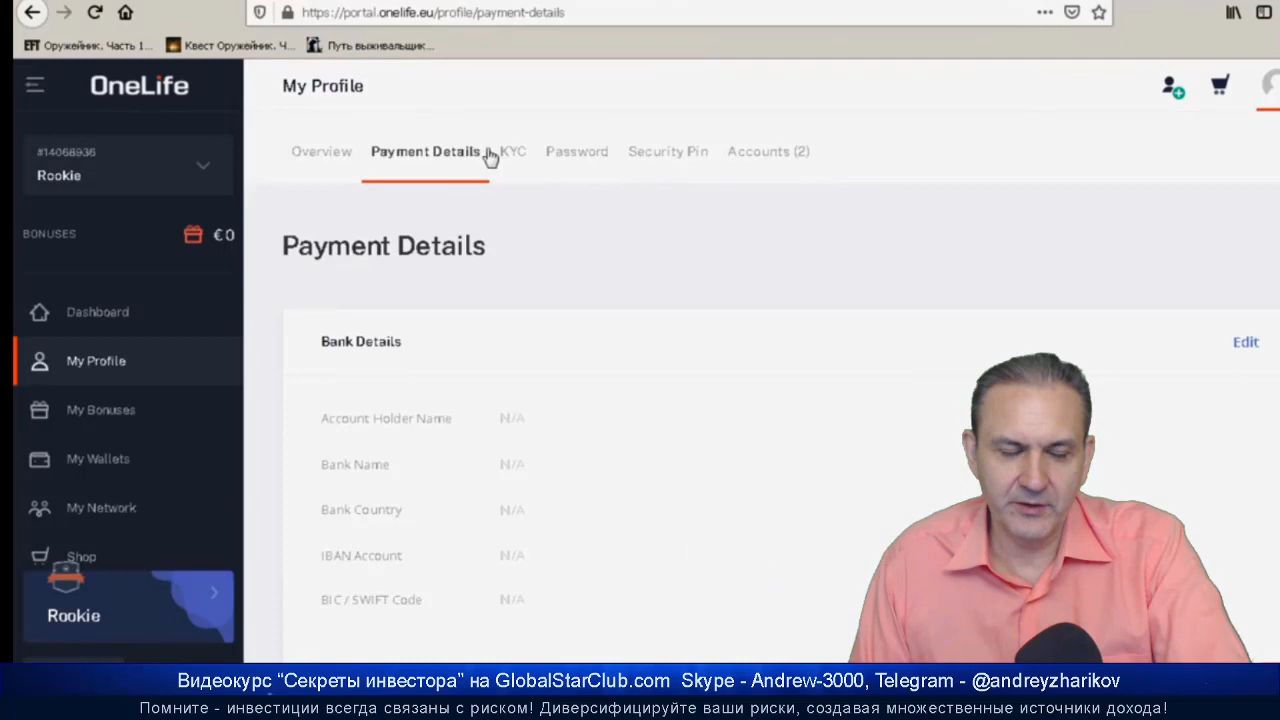 https://portal.onelife.eu/profile/payment-details
EFT Оружейник. Часть 1... Квест Оружейник. Ч... Путь выживальщик...
OneLife
My Profile
#14068936
Rookie
Overview Payment Details KYC Password Security Pin Accounts (2)
BONUSES €0
Payment Details
Dashboard
My Profile
My Bonuses
My Wallets
My Network
Shop
Rookie
Bank Details Edit
Account Holder Name N/A
Bank Name N/A
Bank Country N/A
IBAN Account N/A
BIC / SWIFT Code N/A
Видеокурс "Секреты инвестора" на GlobalStarClub.com Skype - Andrew-3000, Telegram - @andreyzharikov
Помните - инвестиции всегда связаны с риском! Диверсифицируйте ваши риски, создавая множественные источники дохода!